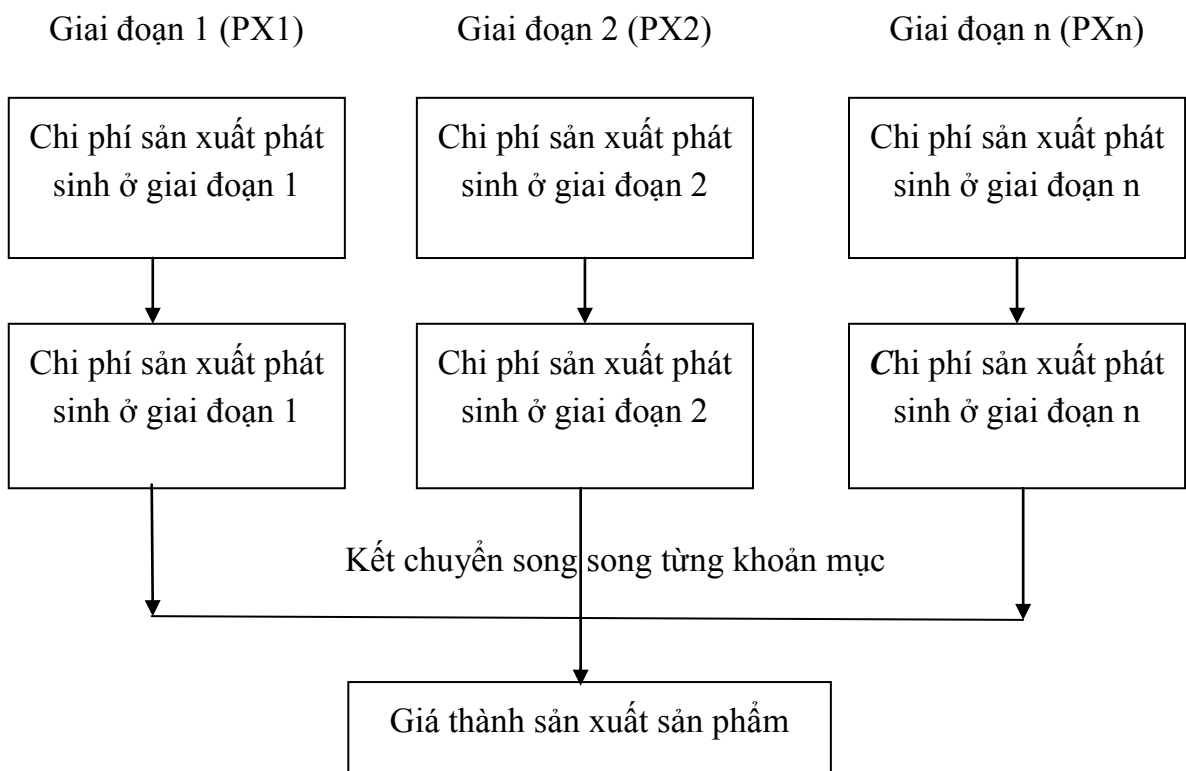 Giai đoạn 1 (PX1)
Giai đoạn 2 (PX2)
Giai đoạn n (PXn)
Chi phí sản xuất phát
sinh ở giai đoạn 1
Chi phí sản xuất phát
sinh ở giai đoạn 2
Chi phí sản xuất phát
sinh ở giai đoạn n
Chi phí sản xuất phát
sinh ở giai đoạn 1
Chi phí sản xuất phát
sinh ở giai đoạn 2
Chi phí sản xuất phát
sinh ở giai đoạn n
Kết chuyển song song từng khoản mục
Giá thành sản xuất sản phẩm